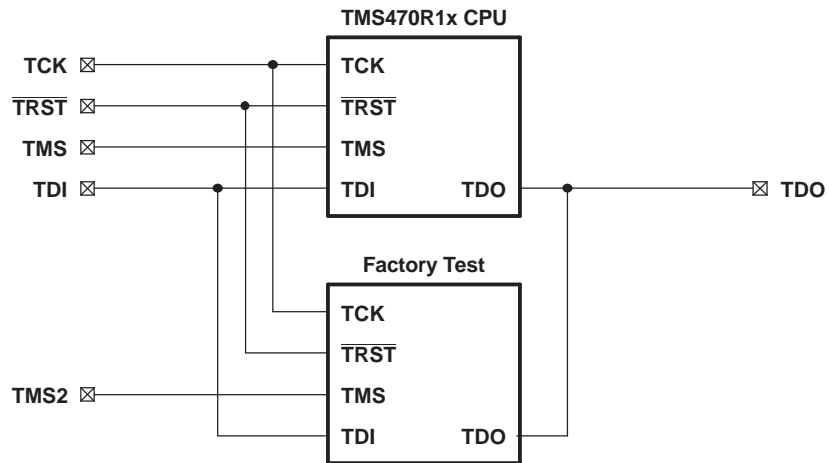 TMS470R1x CPU
TCK
TCK
TRST
TRST
TMS
TMS
TDI
TDI
TDO
TDO
Factory Test
TCK
TRST
TMS2
TMS
TDI
TDO